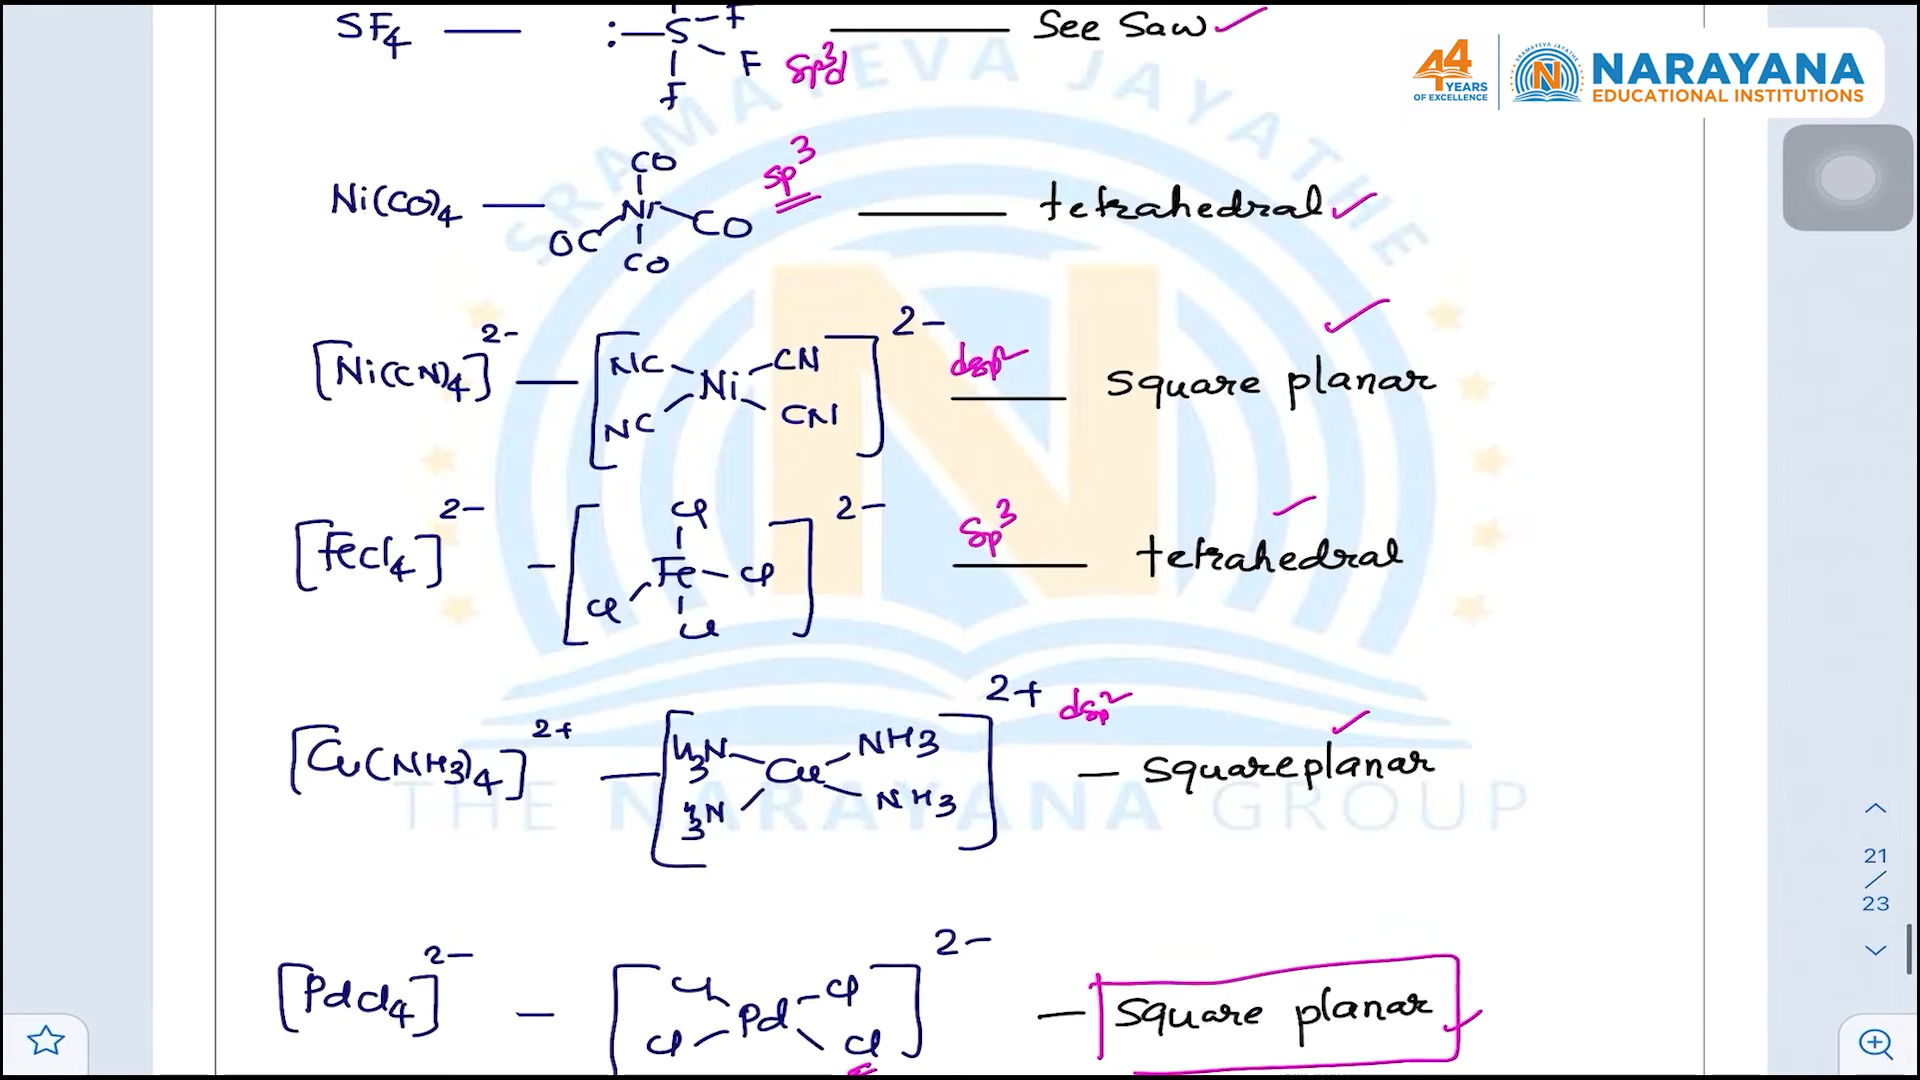 SF4 — :—S F F F See Saw
sp3d
44 YEARS OF EXCELLENCE
NARAYANA
EDUCATIONAL INSTITUTIONS
SRAMAYEVA JAYATHE
Ni(CO)4 — CO Ni CO OC CO sp3 — tetrahedral
[Ni(CN)4]2- — [NC NC Ni CN CN]2- dsp2 — square planar
[FeCl4]2- — [Cl Fe Cl Cl Cl]2- sp3 — tetrahedral
[Cu(NH3)4]2+ — [H3N H3N Cu NH3 NH3]2+ dsp2 — squareplanar
THE NARAYANA GROUP
21
/
23
[PdCl4]2- — [Cl Cl Pd Cl Cl]2- — square planar